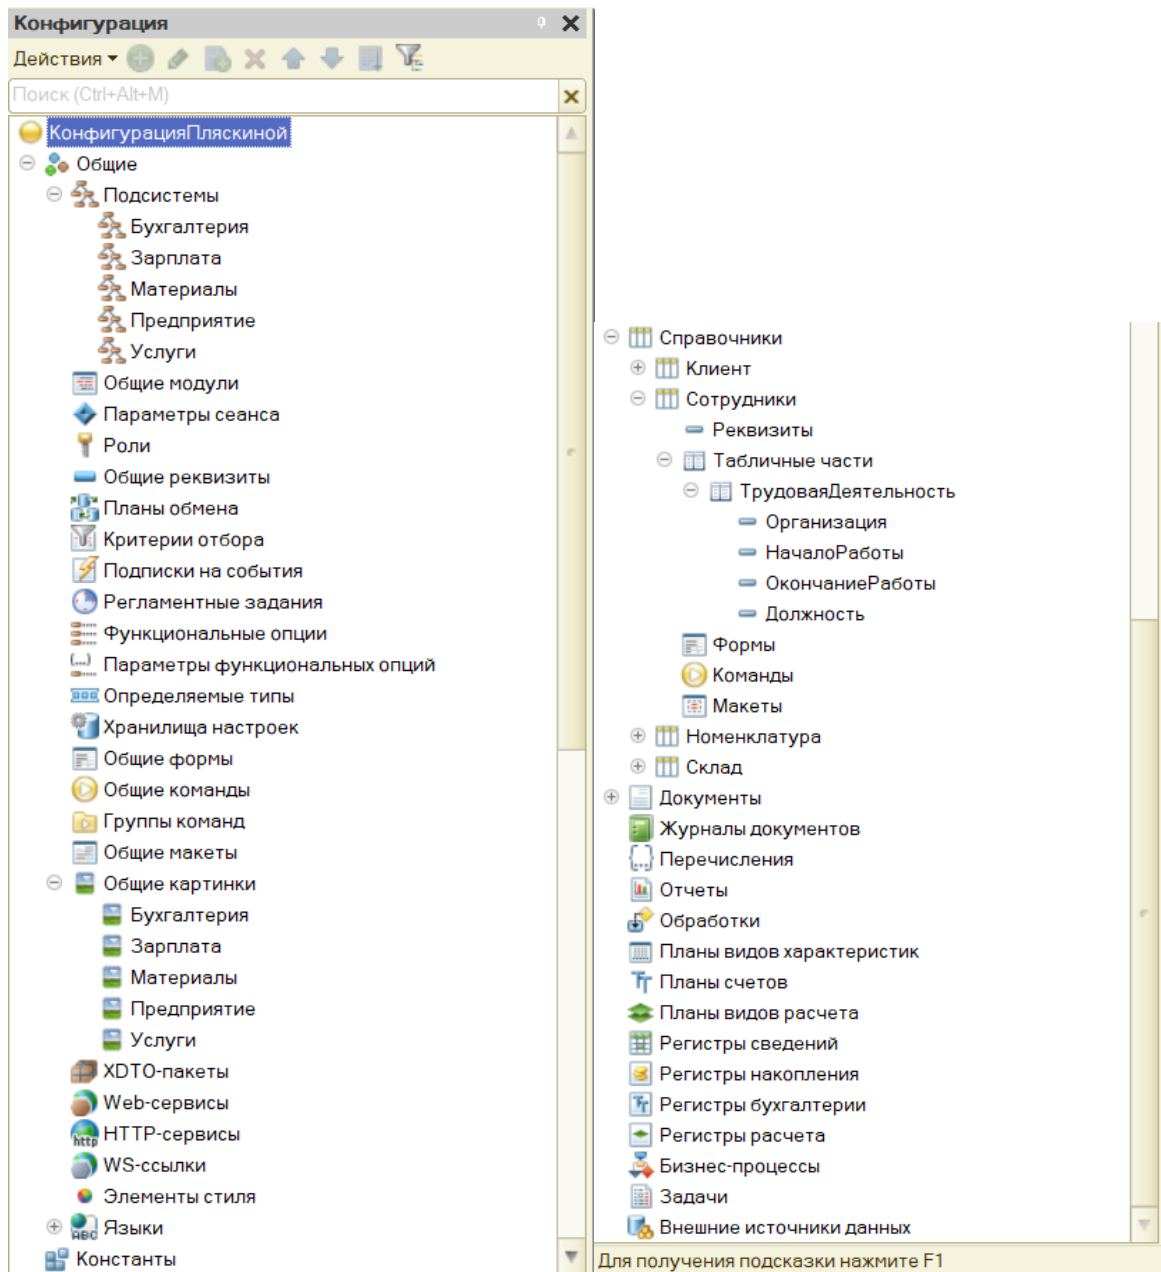 Конфигурация
Действия
Поиск (Ctrl+Alt+M)
КонфигурацияПляскиной
Общие
Подсистемы
Бухгалтерия
Зарплата
Материалы
Предприятие
Услуги
Общие модули
Параметры сеанса
Роли
Общие реквизиты
Планы обмена
Критерии отбора
Подписки на события
Регламентные задания
Функциональные опции
Параметры функциональных опций
Определяемые типы
Хранилища настроек
Общие формы
Общие команды
Группы команд
Общие макеты
Общие картинки
Бухгалтерия
Зарплата
Материалы
Предприятие
Услуги
XDTO-пакеты
Web-сервисы
HTTP-сервисы
WS-ссылки
Элементы стиля
Языки
Константы
Справочники
Клиент
Сотрудники
Реквизиты
Табличные части
ТрудоваяДеятельность
Организация
НачалоРаботы
ОкончаниеРаботы
Должность
Формы
Команды
Макеты
Номенклатура
Склад
Документы
Журналы документов
Перечисления
Отчеты
Обработки
Планы видов характеристик
Планы счетов
Планы видов расчета
Регистры сведений
Регистры накопления
Регистры бухгалтерии
Регистры расчета
Бизнес-процессы
Задачи
Внешние источники данных
Для получения подсказки нажмите F1